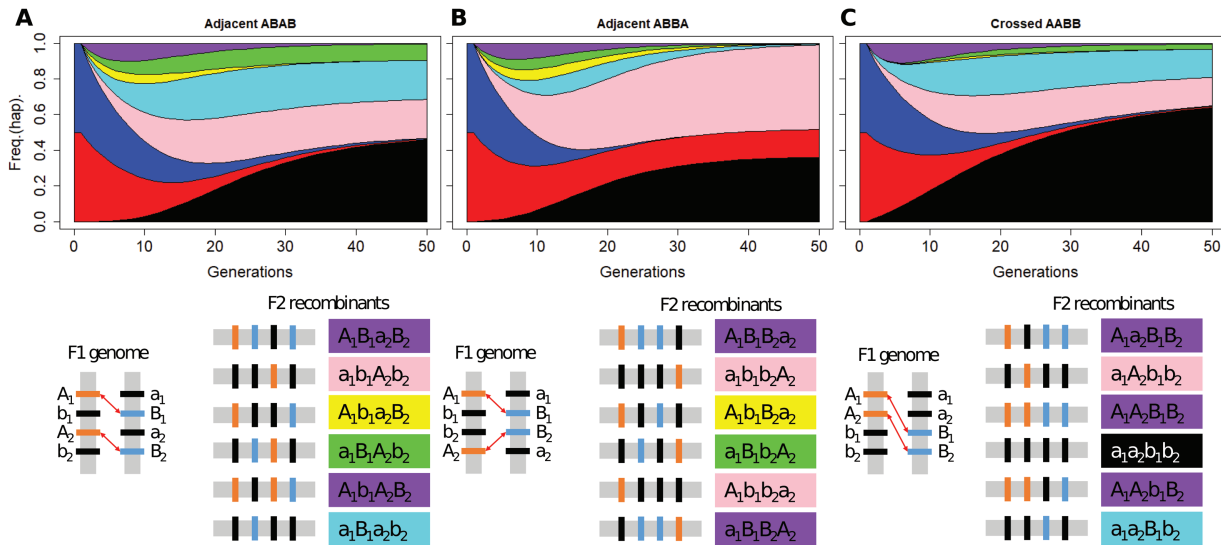 A Adjacent ABAB
Freq.(hap).
1.0
0.8
0.6
0.4
0.2
0.0
0 10 20 30 40 50
Generations
B Adjacent ABBA
0 10 20 30 40 50
Generations
C Crossed AABB
0 10 20 30 40 50
Generations
F2 recombinants
F1 genome
A₁ a₁
b₁ B₁
A₂ a₂
b₂ B₂
A₁B₁a₂B₂
a₁b₁A₂b₂
A₁b₁a₂B₂
a₁B₁A₂b₂
A₁b₁A₂B₂
a₁B₁a₂b₂
F2 recombinants
F1 genome
A₁ a₁
b₁ B₁
b₂ B₂
A₂ a₂
A₁B₁B₂a₂
a₁b₁b₂A₂
A₁b₁B₂a₂
a₁B₁b₂A₂
A₁b₁b₂a₂
a₁B₁B₂A₂
F2 recombinants
F1 genome
A₁ a₁
A₂ a₂
b₁ B₁
b₂ B₂
A₁a₂B₁B₂
a₁A₂b₁b₂
A₁A₂B₁B₂
a₁a₂b₁b₂
A₁A₂b₁B₂
a₁a₂B₁b₂